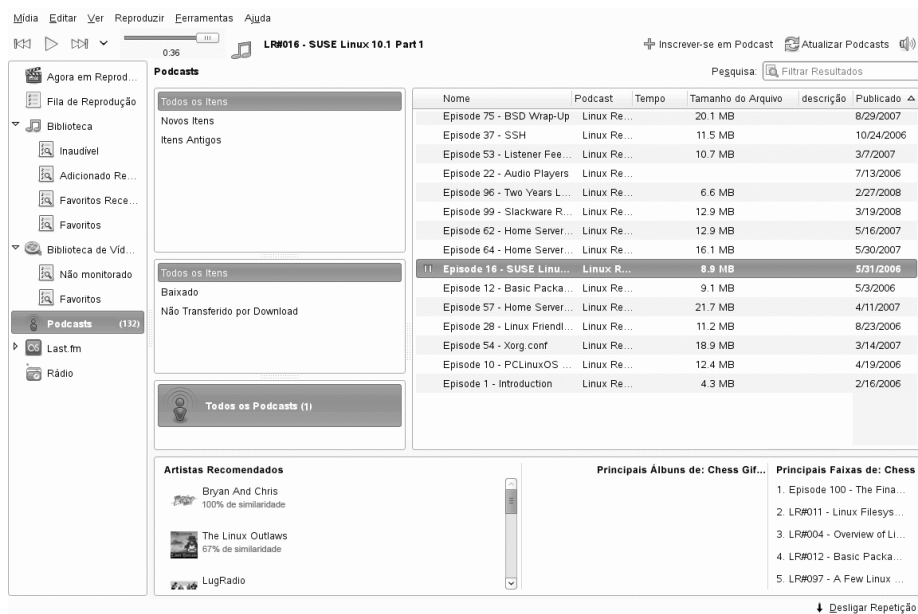 Mídia Editar Ver Reproduzir Ferramentas Ajuda
0:36
LR#016 - SUSE Linux 10.1 Part 1
Inscrever-se em Podcast Atualizar Podcasts
Agora em Reprod...
Fila de Reprodução
Biblioteca
Inaudível
Adicionado Re...
Favoritos Rece...
Favoritos
Biblioteca de Víd...
Não monitorado
Favoritos
Podcasts (132)
Last.fm
Rádio
Podcasts
Pesquisa: Filtrar Resultados
Todos os Itens
Novos Itens
Itens Antigos
Todos os Itens
Baixado
Não Transferido por Download
Todos os Podcasts (1)
Nome Podcast Tempo Tamanho do Arquivo descrição Publicado
Episode 75 - BSD Wrap-Up Linux Re... 20.1 MB 8/29/2007
Episode 37 - SSH Linux Re... 11.5 MB 10/24/2006
Episode 53 - Listener Fee... Linux Re... 10.7 MB 3/7/2007
Episode 22 - Audio Players Linux Re... 7/13/2006
Episode 96 - Two Years L... Linux Re... 6.6 MB 2/27/2008
Episode 99 - Slackware R... Linux Re... 12.9 MB 3/19/2008
Episode 62 - Home Server... Linux Re... 12.9 MB 5/16/2007
Episode 64 - Home Server... Linux Re... 16.1 MB 5/30/2007
Episode 16 - SUSE Linu... Linux R... 8.9 MB 5/31/2006
Episode 12 - Basic Packa... Linux Re... 9.1 MB 5/3/2006
Episode 57 - Home Server... Linux Re... 21.7 MB 4/11/2007
Episode 28 - Linux Friendl... Linux Re... 11.2 MB 8/23/2006
Episode 54 - Xorg.conf Linux Re... 18.9 MB 3/14/2007
Episode 10 - PCLinuxOS ... Linux Re... 12.4 MB 4/19/2006
Episode 1 - Introduction Linux Re... 4.3 MB 2/16/2006
Artistas Recomendados
Bryan And Chris
100% de similaridade
The Linux Outlaws
67% de similaridade
LugRadio
Principais Álbuns de: Chess Gif...
Principais Faixas de: Chess
1. Episode 100 - The Fina...
2. LR#011 - Linux Filesys...
3. LR#004 - Overview of Li...
4. LR#012 - Basic Packa...
5. LR#097 - A Few Linux ...
Desligar Repetição